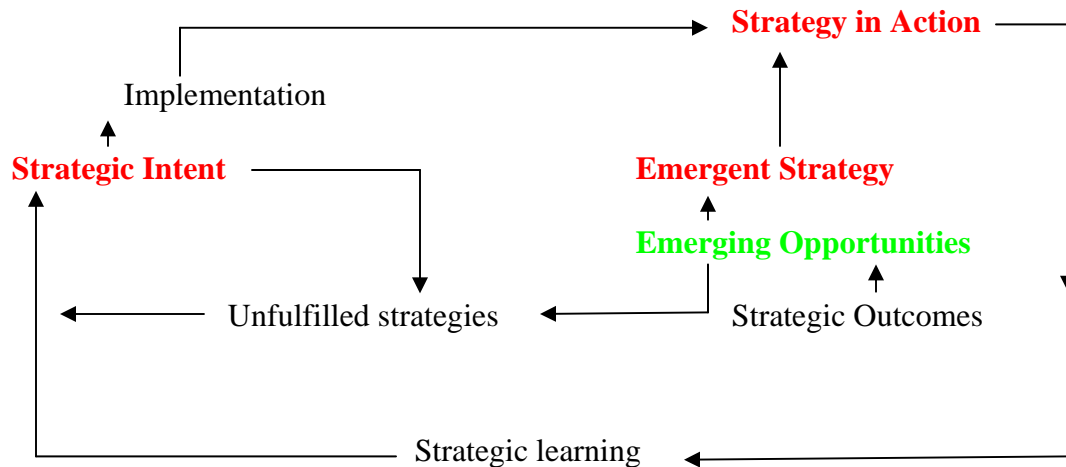 Strategy in Action
Implementation
Strategic Intent
Emergent Strategy
Emerging Opportunities
Unfulfilled strategies
Strategic Outcomes
Strategic learning